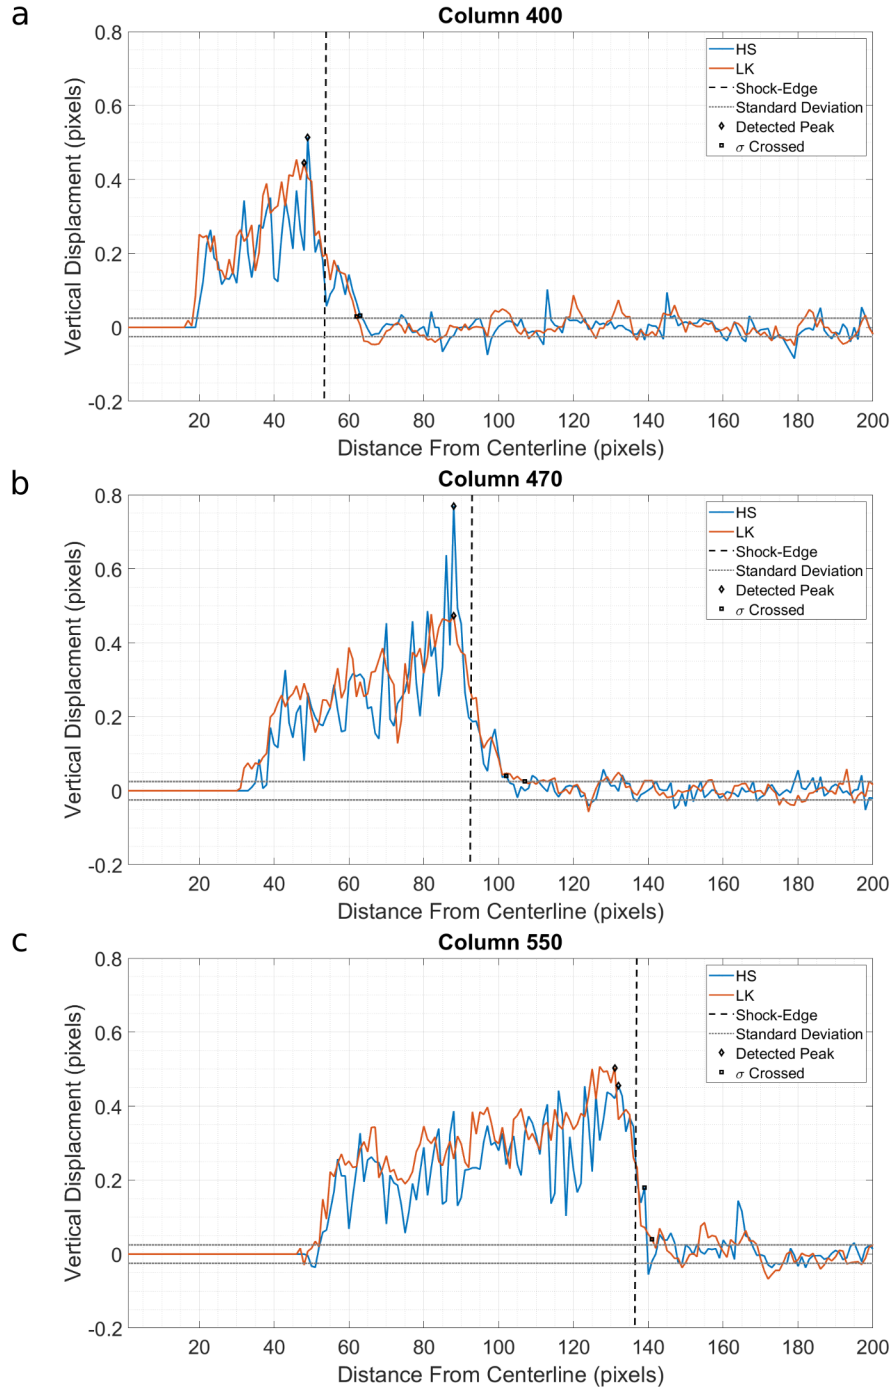 a
Column 400
0.8
0.6
0.4
0.2
0
-0.2
Vertical Displacment (pixels)
HS
LK
Shock-Edge
Standard Deviation
Detected Peak
σ Crossed
20 40 60 80 100 120 140 160 180 200
Distance From Centerline (pixels)
b
Column 470
0.8
0.6
0.4
0.2
0
-0.2
Vertical Displacment (pixels)
HS
LK
Shock-Edge
Standard Deviation
Detected Peak
σ Crossed
20 40 60 80 100 120 140 160 180 200
Distance From Centerline (pixels)
c
Column 550
0.8
0.6
0.4
0.2
0
-0.2
Vertical Displacment (pixels)
HS
LK
Shock-Edge
Standard Deviation
Detected Peak
σ Crossed
20 40 60 80 100 120 140 160 180 200
Distance From Centerline (pixels)